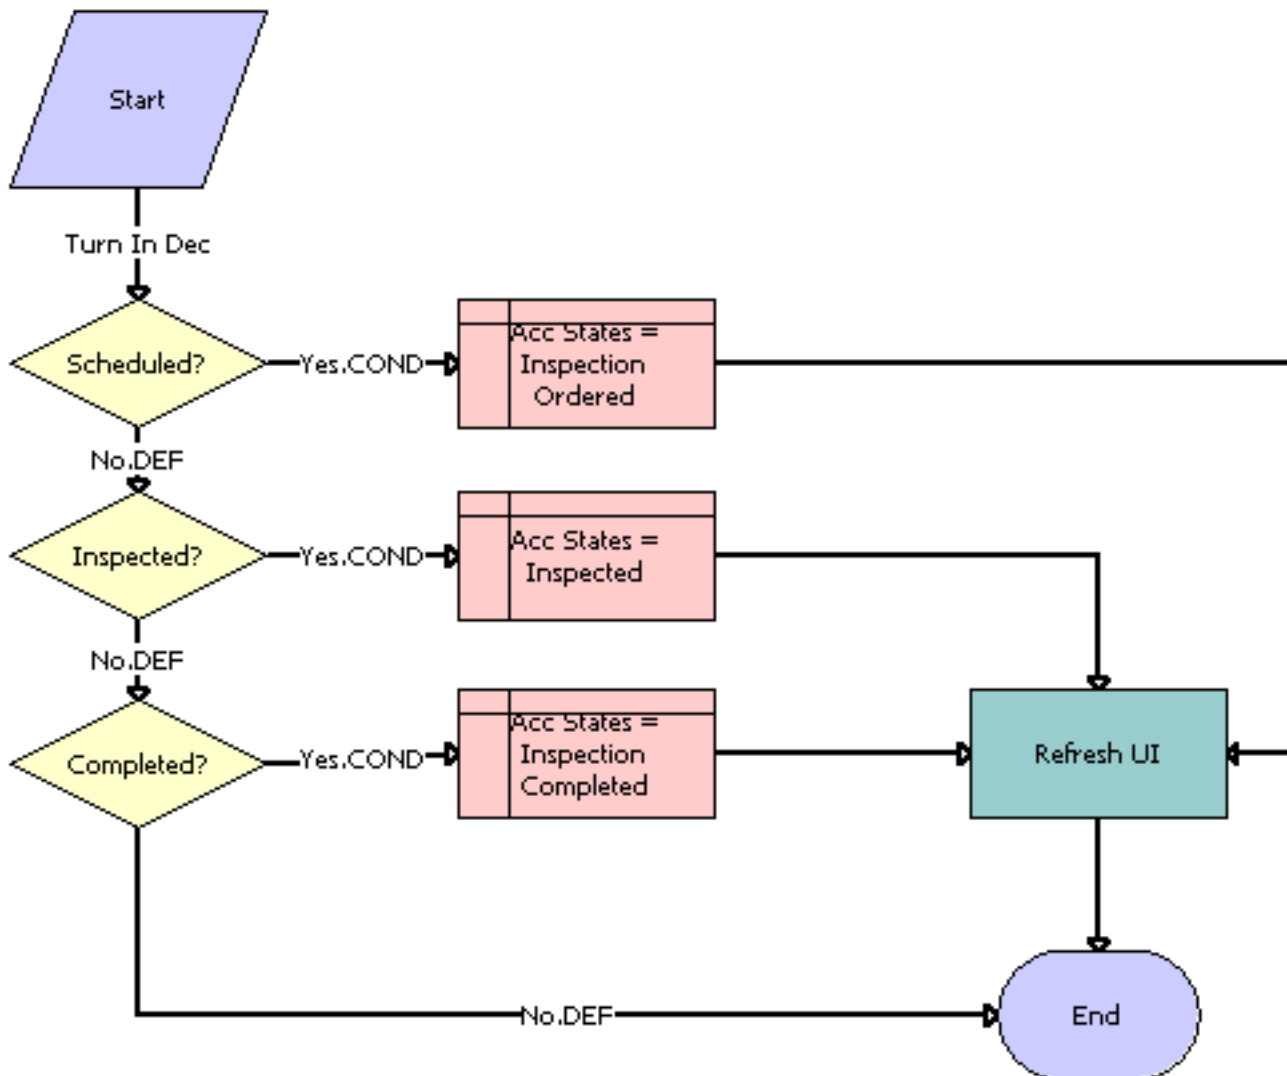 Start
Turn In Dec
Scheduled?
Yes.COND
Acc States =
Inspection
Ordered
No.DEF
Inspected?
Yes.COND
Acc States =
Inspected
No.DEF
Completed?
Yes.COND
Acc States =
Inspection
Completed
Refresh UI
No.DEF
End